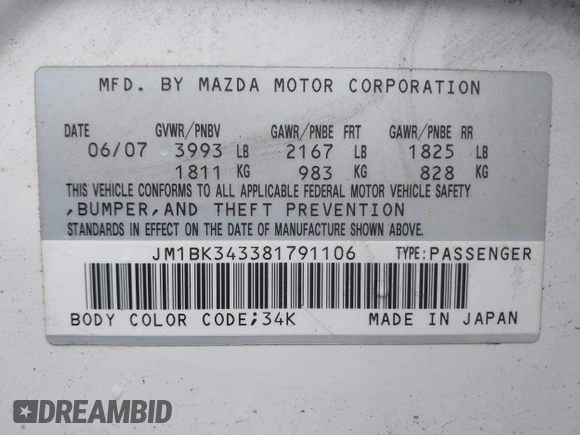 MFD. BY MAZDA MOTOR CORPORATION
DATE GVWR/PNBV GAWR/PNBE FRT GAWR/PNBE RR
06/07 3993 LB 2167 LB 1825 LB
1811 KG 983 KG 828 KG
THIS VEHICLE CONFORMS TO ALL APPLICABLE FEDERAL MOTOR VEHICLE SAFETY
,BUMPER,AND THEFT PREVENTION
STANDARDS IN EFFECT ON THE DATE OF MANUFACTURE SHOWN ABOVE.
JM1BK343381791106 TYPE:PASSENGER
BODY COLOR CODE;34K MADE IN JAPAN
DREAMBID